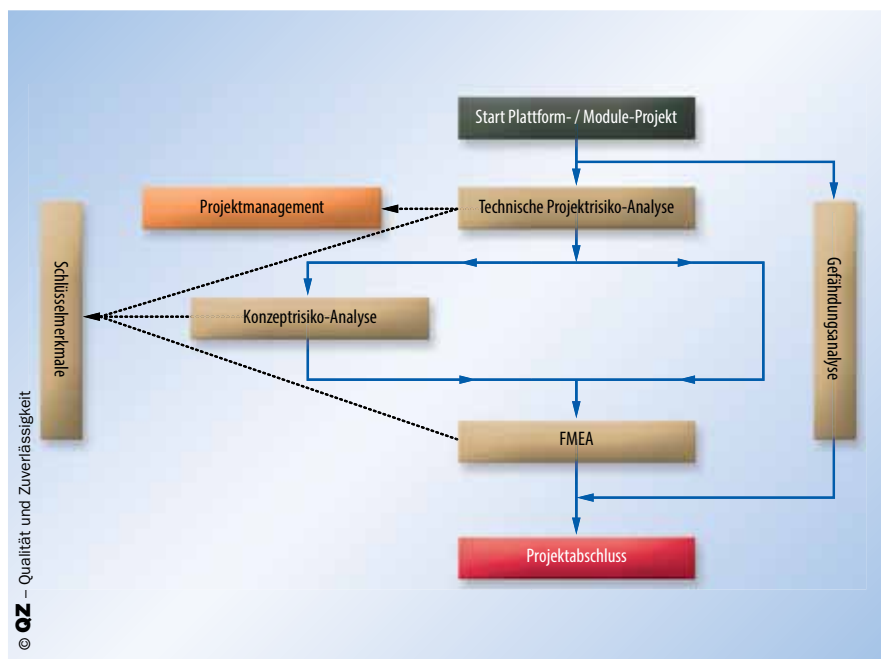 Start Plattform- / Module-Projekt
Projektmanagement
Technische Projektrisiko-Analyse
Schlüsselmerkmale
Konzeptrisiko-Analyse
Gefährdungsanalyse
FMEA
Projektabschluss
© QZ – Qualität und Zuverlässigkeit